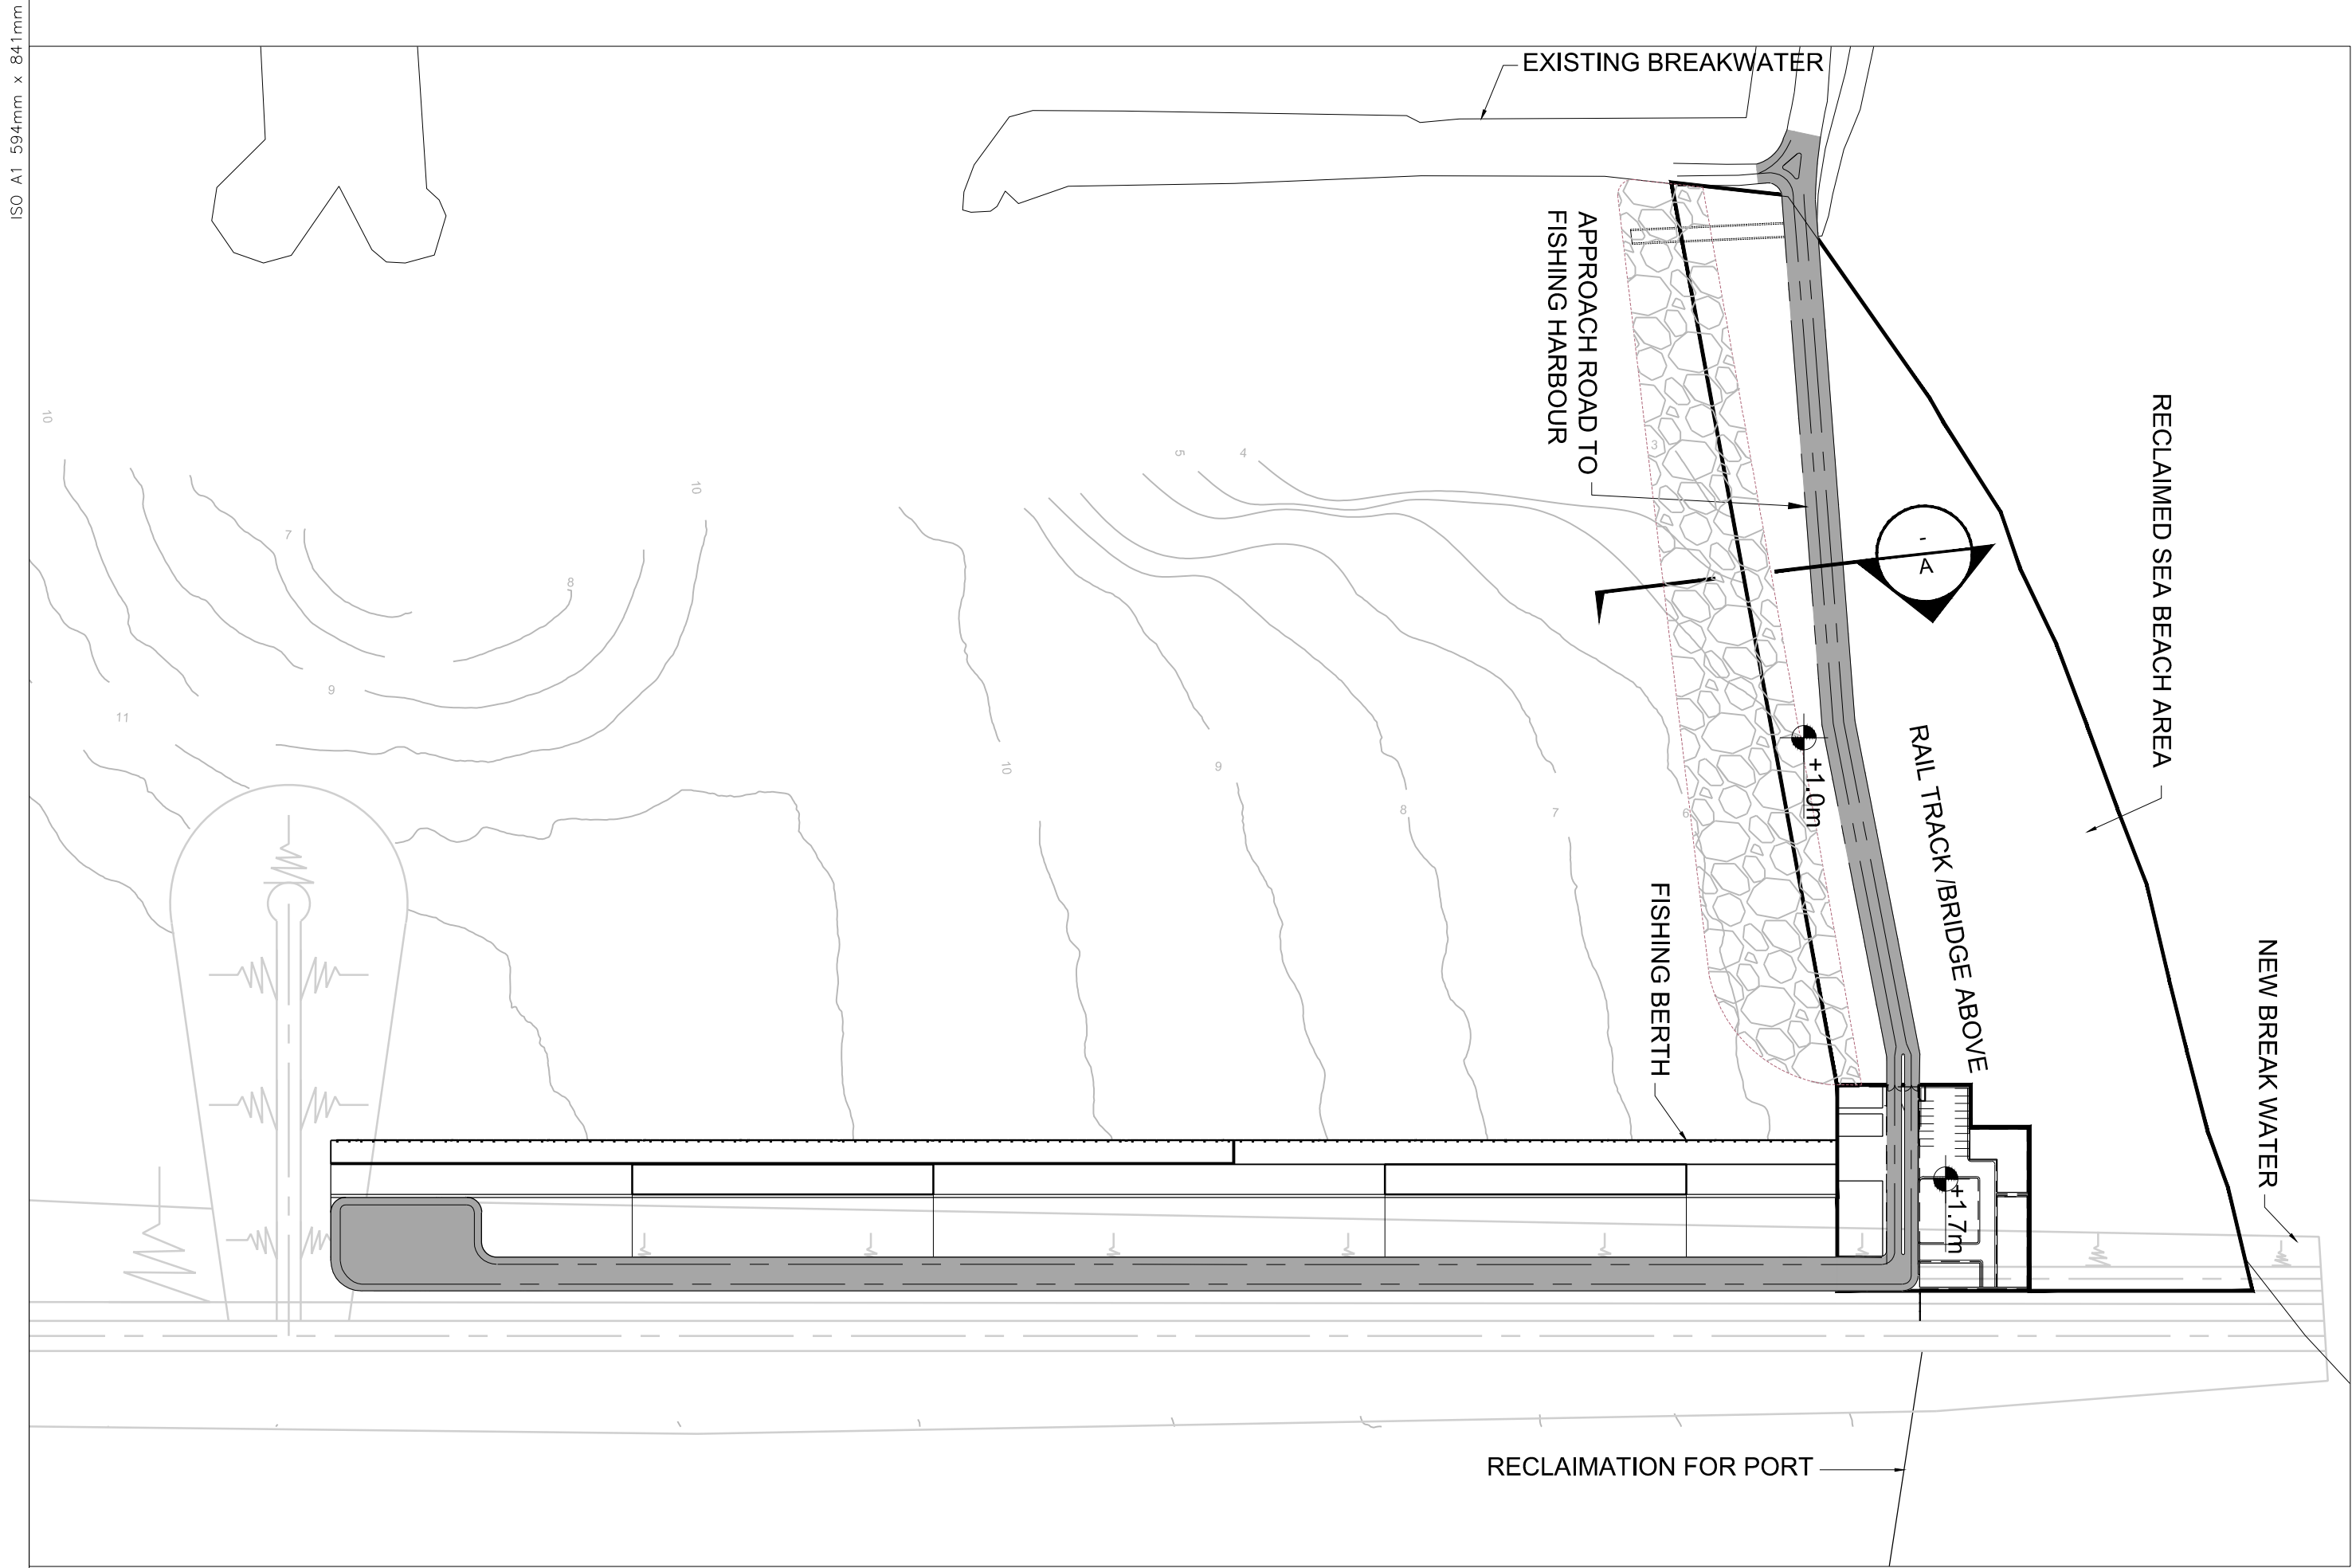 ISO A1 594mm x 841mm
EXISTING BREAKWATER
APPROACH ROAD TO
FISHING HARBOUR
RECLAIMED SEA BEACH AREA
10
5
4
3
10
7
-
A
8
9
11
RAIL TRACK /BRIDGE ABOVE
+1.0m
10
9
8
7
6
FISHING BERTH
NEW BREAK WATER
+1.7m
RECLAIMATION FOR PORT